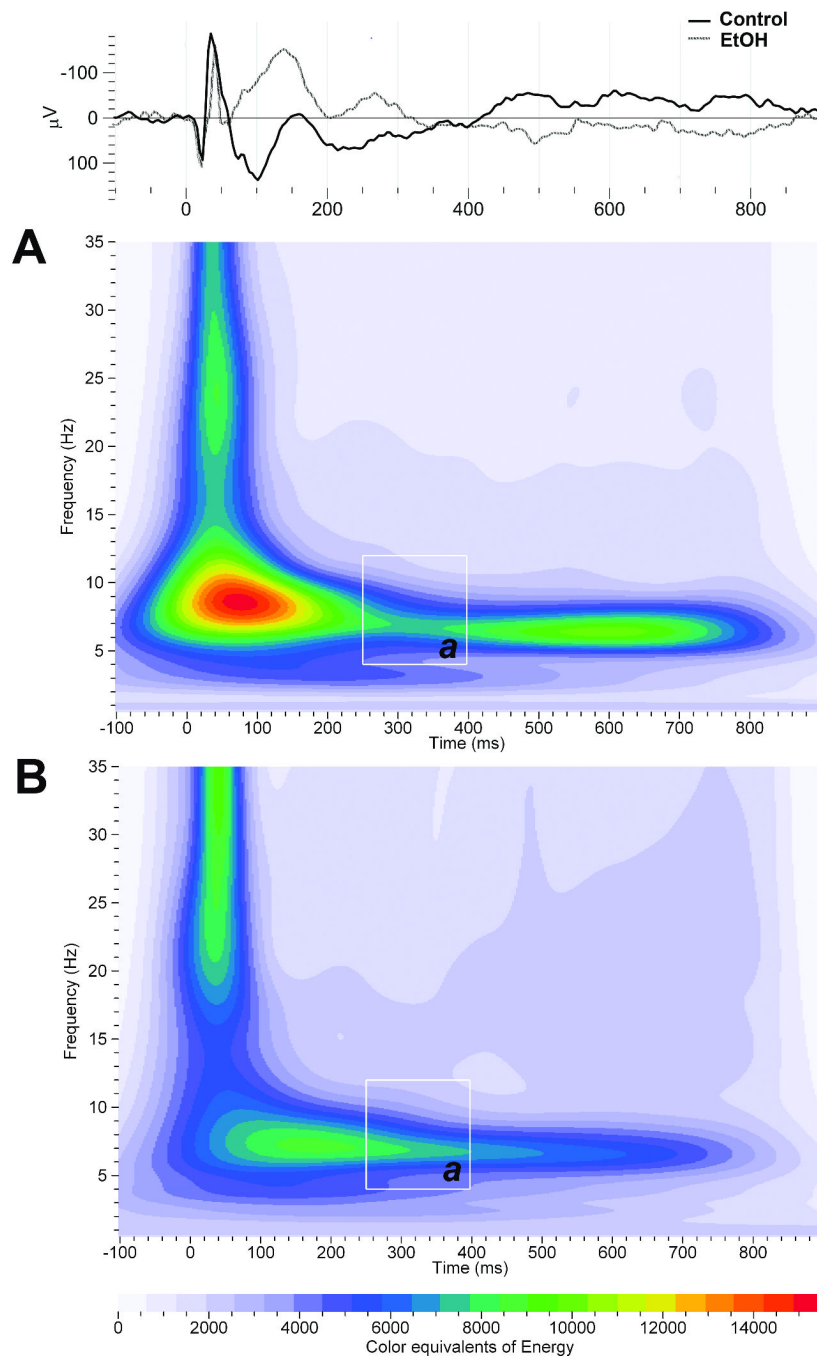 Control
EtOH
-100
0
100
μV
0 200 400 600 800
A
35
30
25
20
15
10
5
Frequency (Hz)
a
-100 0 100 200 300 400 500 600 700 800
Time (ms)
B
35
30
25
20
15
10
5
Frequency (Hz)
a
-100 0 100 200 300 400 500 600 700 800
Time (ms)
0 2000 4000 6000 8000 10000 12000 14000
Color equivalents of Energy